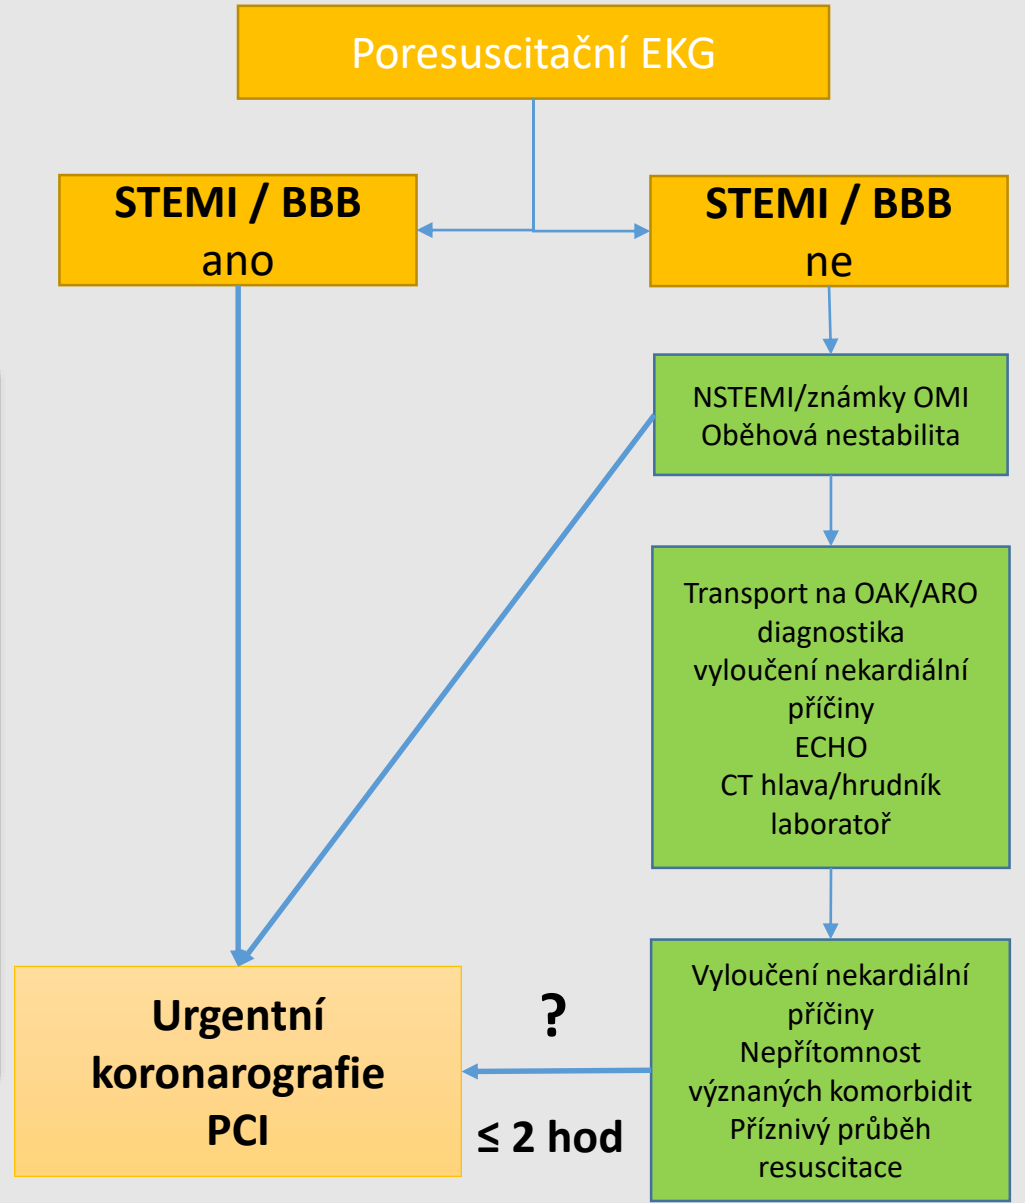 Poresuscitační EKG
STEMI / BBB
ano
STEMI / BBB
ne
NSTEMI/známky OMI
Oběhová nestabilita
Transport na OAK/ARO
diagnostika
vyloučení nekardiální
příčiny
ECHO
CT hlava/hrudník
laboratoř
Urgentní
koronarografie
PCI
?
≤ 2 hod
Vyloučení nekardiální
příčiny
Nepřítomnost
význaných komorbidit
Příznivý průběh
resuscitace